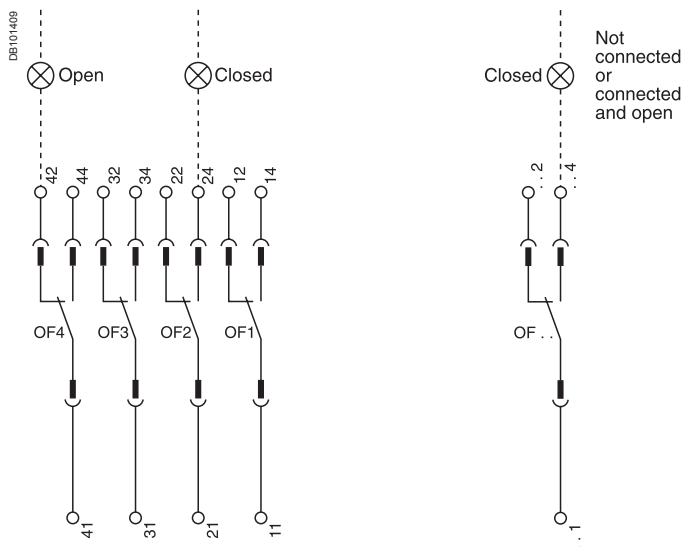 DB101409
Open
Closed
Closed
Not
connected
or
connected
and open
42
44
32
34
22
24
12
14
. . 2
. . 4
OF4
OF3
OF2
OF1
OF . .
41
31
21
11
. . 1